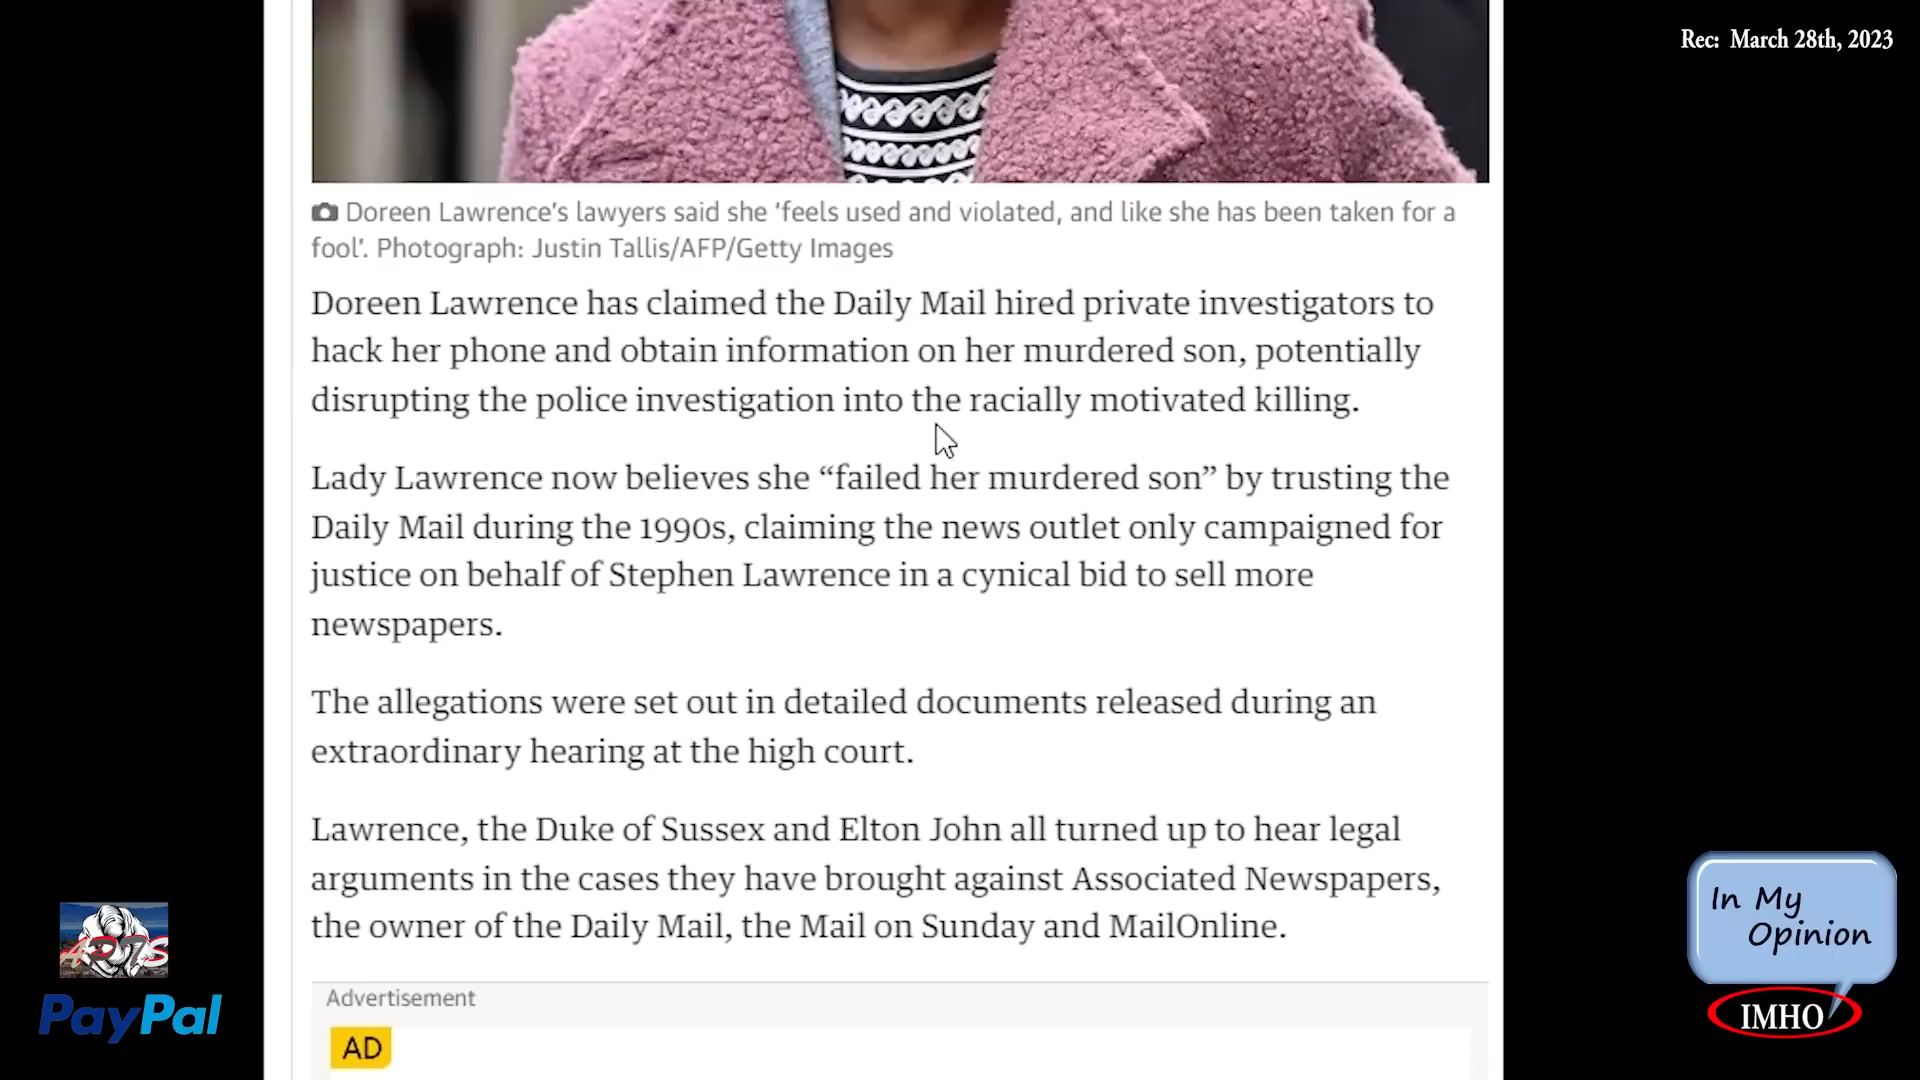 Rec: March 28th, 2023
Doreen Lawrence's lawyers said she 'feels used and violated, and like she has been taken for a
fool'. Photograph: Justin Tallis/AFP/Getty Images
Doreen Lawrence has claimed the Daily Mail hired private investigators to
hack her phone and obtain information on her murdered son, potentially
disrupting the police investigation into the racially motivated killing.
Lady Lawrence now believes she “failed her murdered son” by trusting the
Daily Mail during the 1990s, claiming the news outlet only campaigned for
justice on behalf of Stephen Lawrence in a cynical bid to sell more
newspapers.
The allegations were set out in detailed documents released during an
extraordinary hearing at the high court.
Lawrence, the Duke of Sussex and Elton John all turned up to hear legal
arguments in the cases they have brought against Associated Newspapers,
the owner of the Daily Mail, the Mail on Sunday and MailOnline.
Advertisement
AD
PayPal
In My
Opinion
IMHO